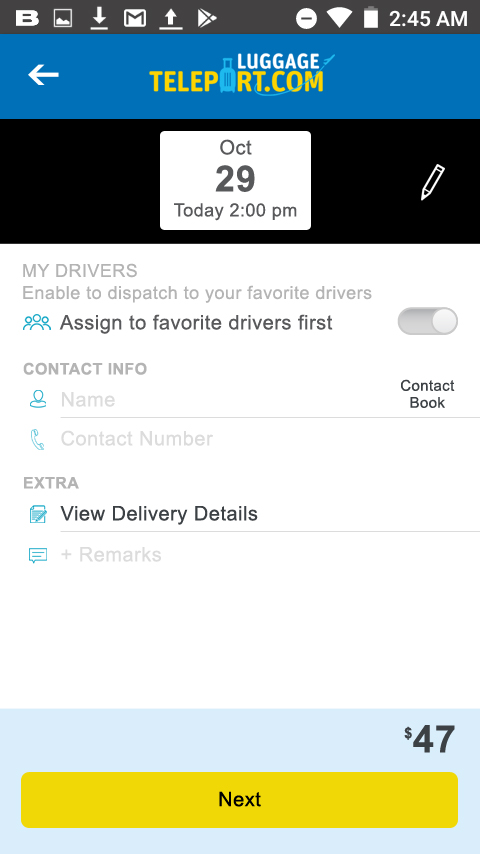 2:45 AM
LUGGAGE
TELEPORT.COM
Oct
29
Today 2:00 pm
MY DRIVERS
Enable to dispatch to your favorite drivers
Assign to favorite drivers first
CONTACT INFO
Name
Contact
Book
Contact Number
EXTRA
View Delivery Details
+ Remarks
$47
Next